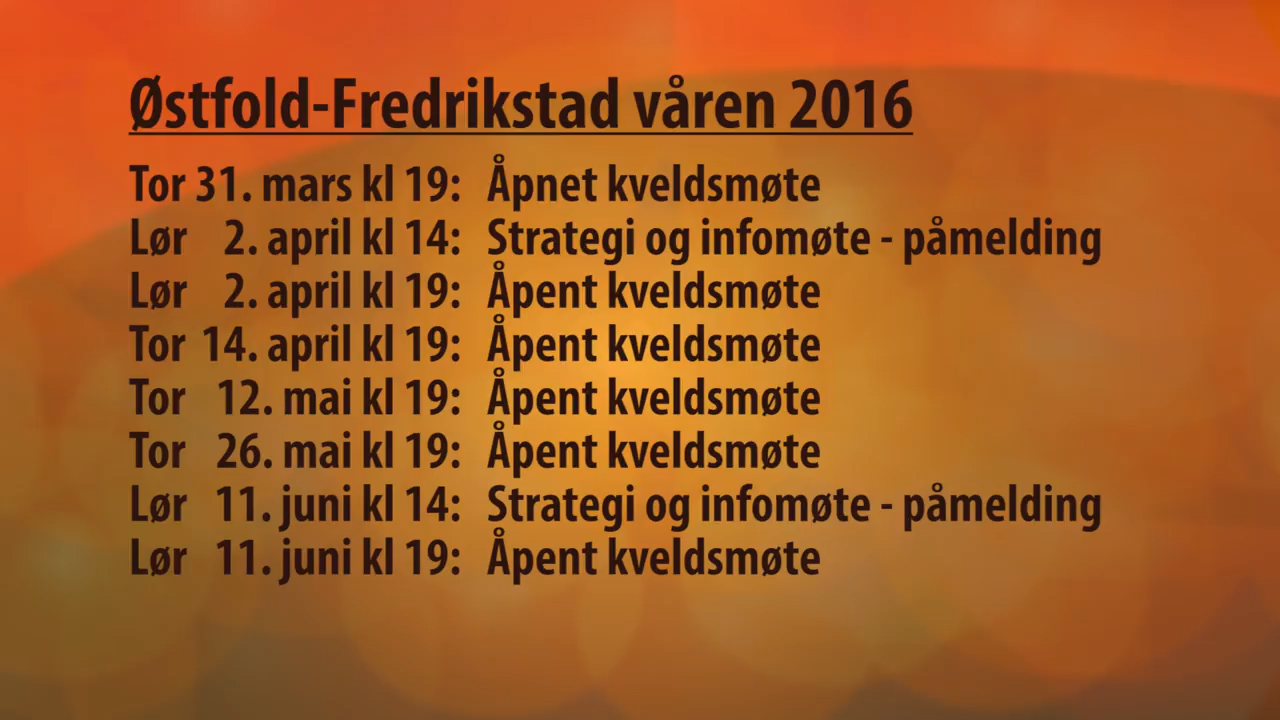 Østfold-Fredrikstad våren 2016
Tor 31. mars kl 19: Åpnet kveldsmøte
Lør 2. april kl 14: Strategi og infomøte - påmelding
Lør 2. april kl 19: Åpent kveldsmøte
Tor 14. april kl 19: Åpent kveldsmøte
Tor 12. mai kl 19: Åpent kveldsmøte
Tor 26. mai kl 19: Åpent kveldsmøte
Lør 11. juni kl 14: Strategi og infomøte - påmelding
Lør 11. juni kl 19: Åpent kveldsmøte